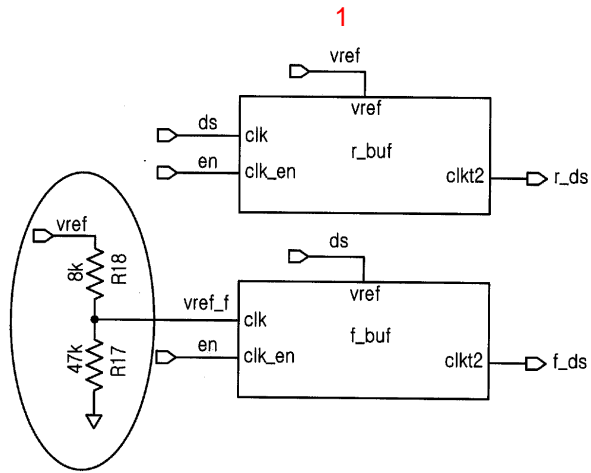 1
vref
vref
ds
clk
r_buf
en
clk_en
clkt2
r_ds
vref
ds
8k
R18
vref
vref_f
clk
f_buf
en
clk_en
clkt2
f_ds
47k
R17